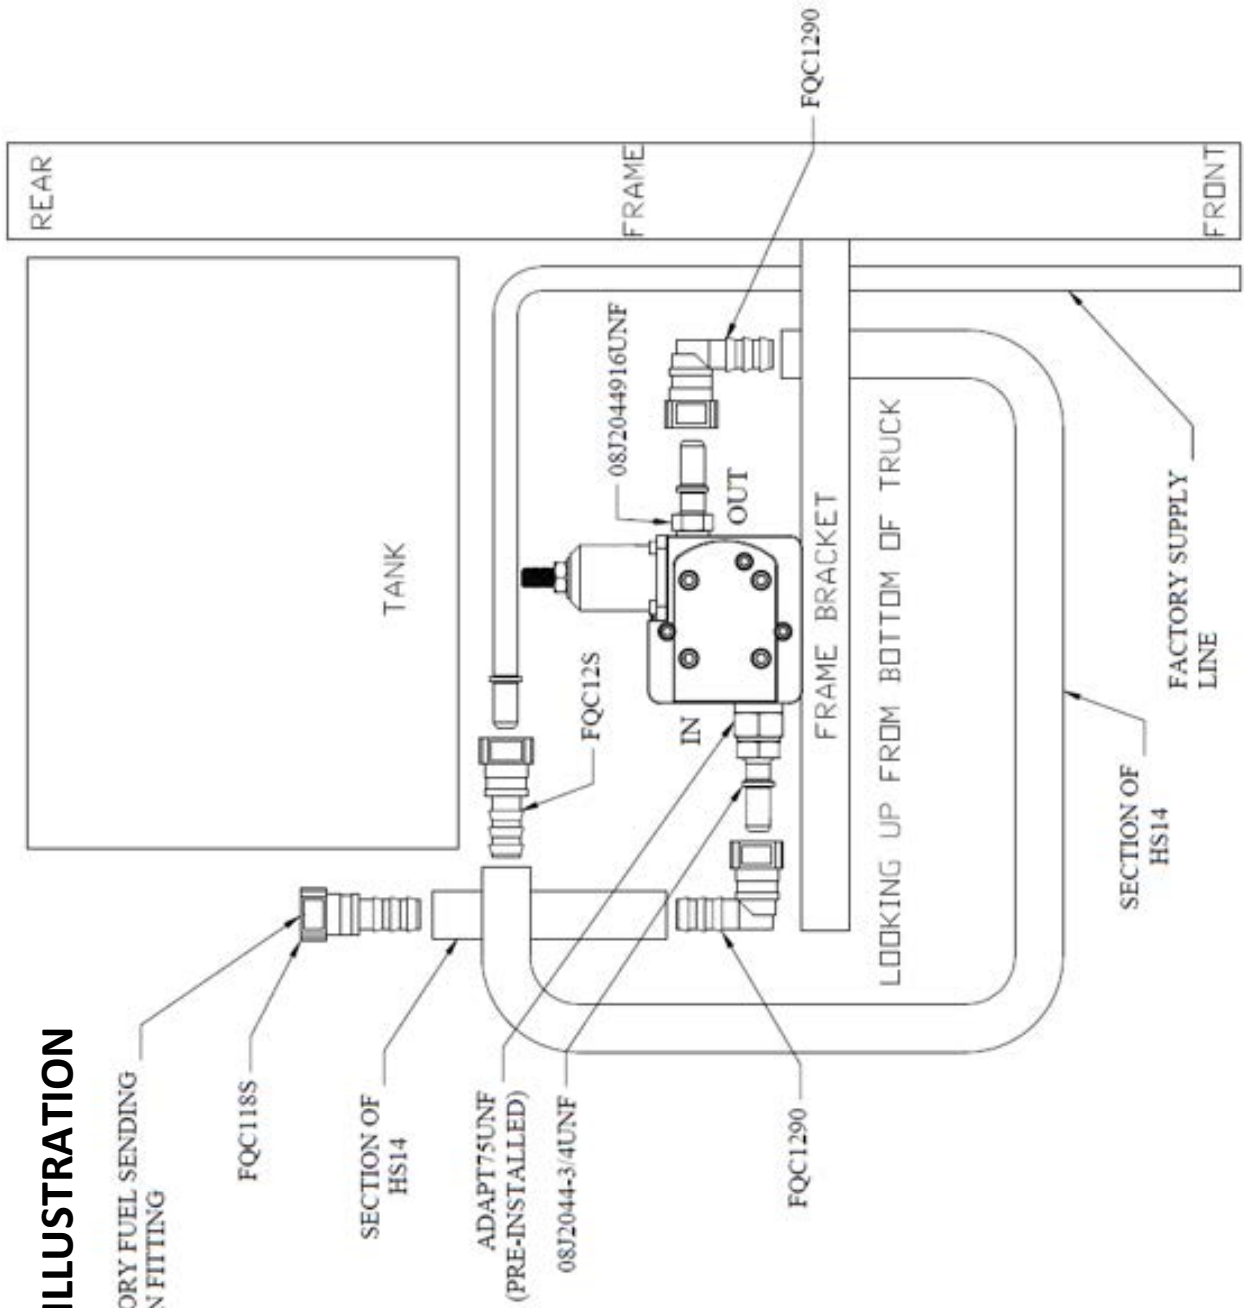 ILLUSTRATION
FUEL SENDING
FITTING
FQC118S
SECTION OF
HS14
ADAPT75UNF
(PRE-INSTALLED)
08J2044-3/4UNF
FQC1290
TANK
FQC12S
IN
OUT
08J2044916UNF
FRAME BRACKET
LOOKING UP FROM BOTTOM OF TRUCK
REAR
FRAME
FRONT
FQC1290
FACTORY SUPPLY
LINE
SECTION OF
HS14